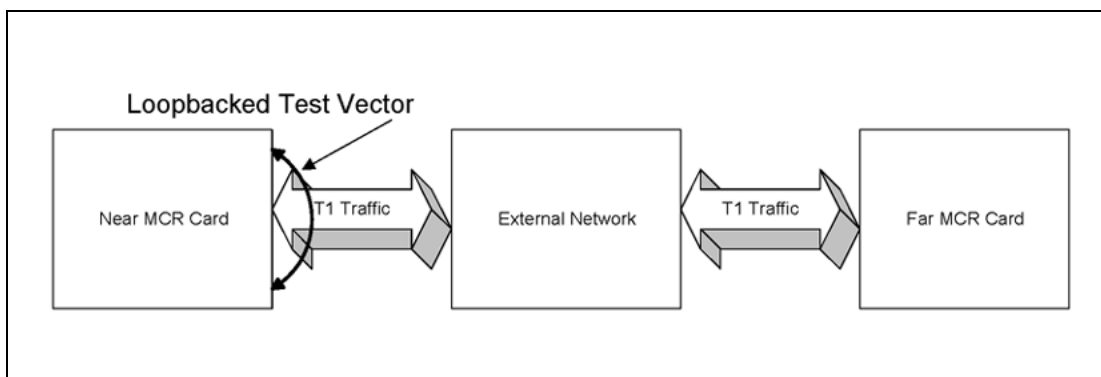 Loopbacked Test Vector
Near MCR Card
T1 Traffic
External Network
T1 Traffic
Far MCR Card